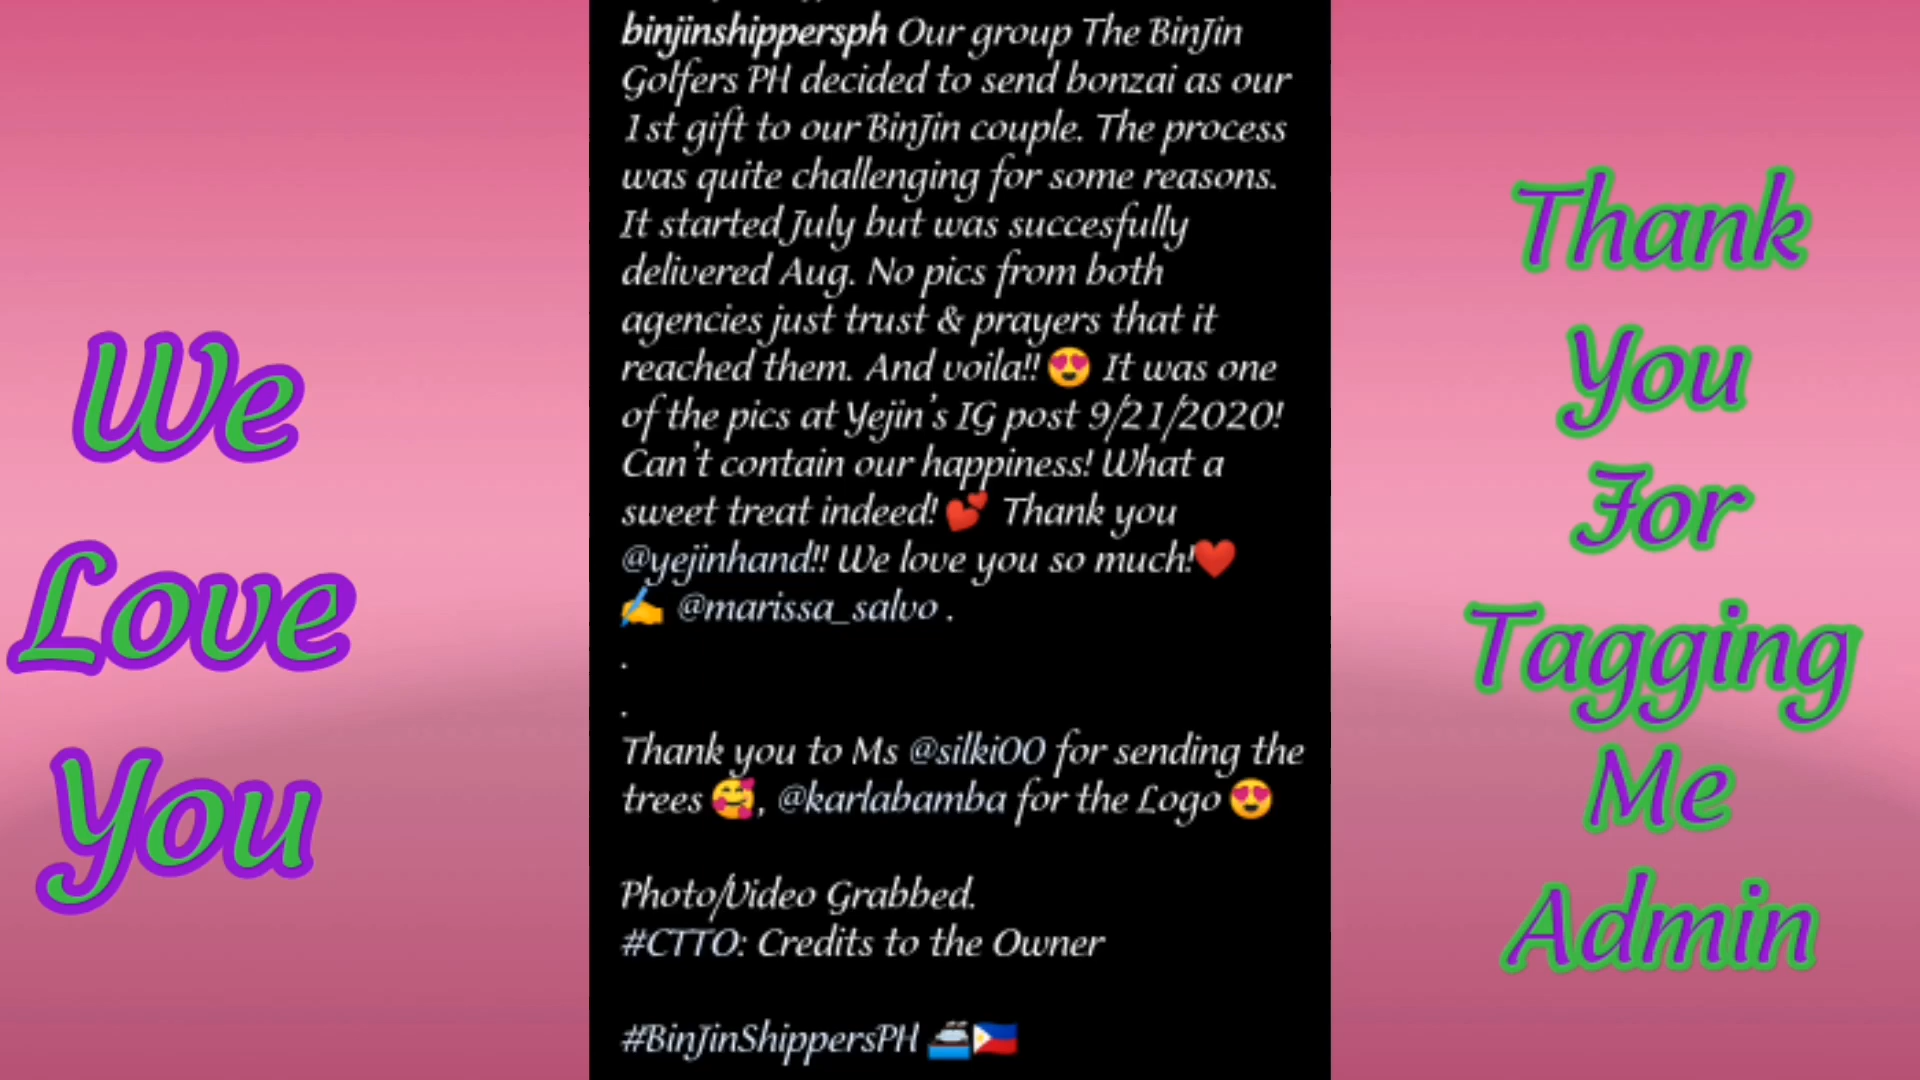 We
Love
You
binjinshippersph Our group The BinJin
Golfers PH decided to send bonzai as our
1st gift to our BinJin couple. The process
was quite challenging for some reasons.
It started July but was succesfully
delivered Aug. No pics from both
agencies just trust & prayers that it
reached them. And voila!! 😍 It was one
of the pics at Yejin's IG post 9/21/2020!
Can't contain our happiness! What a
sweet treat indeed! 💕 Thank you
@yejinhand!! We love you so much!❤️
✍️ @marissa_salvo .
.
.
Thank you to Ms @silki00 for sending the
trees 🥰, @karlabamba for the Logo 😍
Photo/Video Grabbed.
#CTTO: Credits to the Owner
#BinJinShippersPH 🛳🇵🇭
Thank
You
For
Tagging
Me
Admin